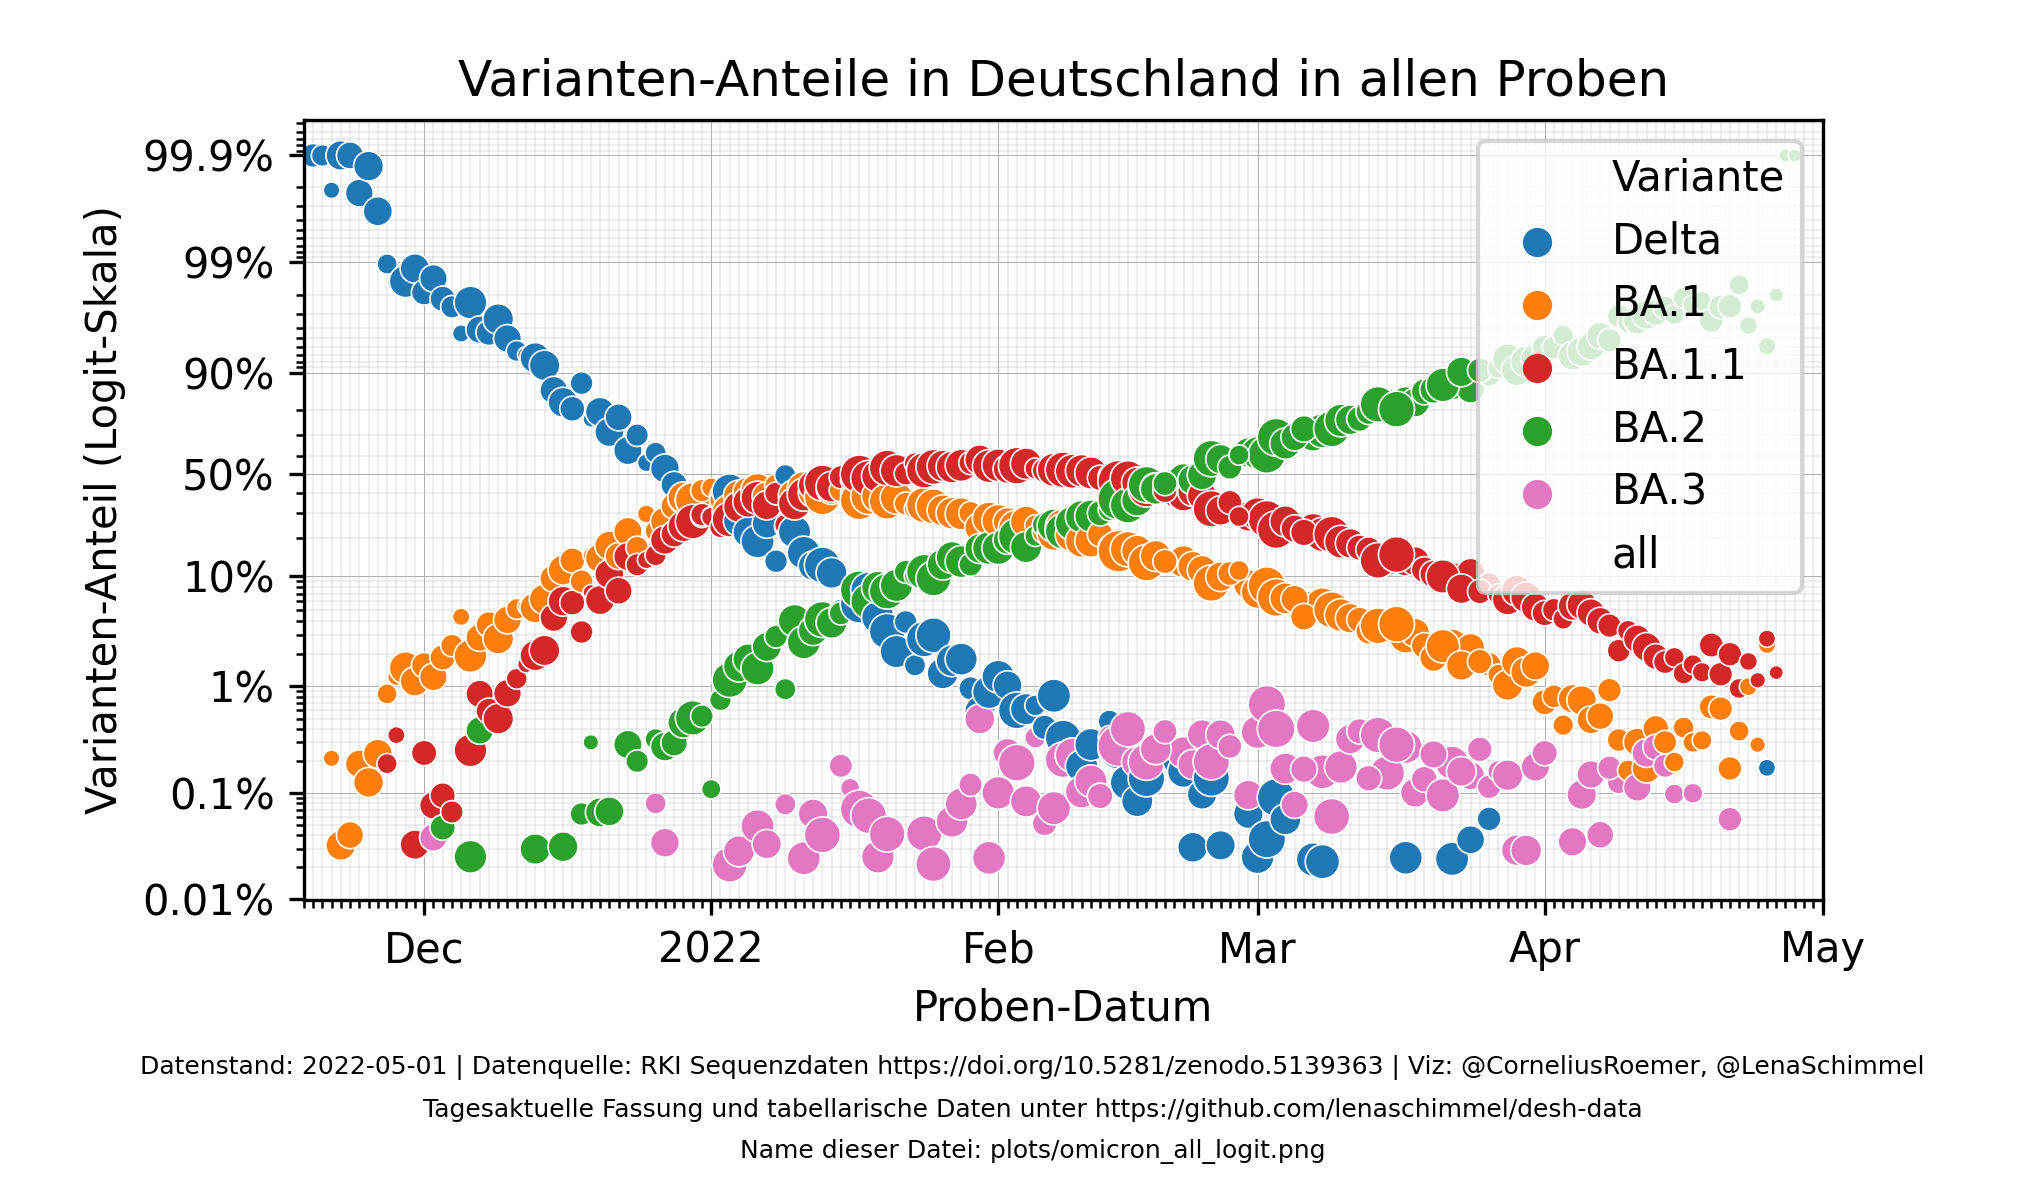 Varianten-Anteile in Deutschland in allen Proben
Varianten-Anteil (Logit-Skala)
99.9%
99%
90%
50%
10%
1%
0.1%
0.01%
Variante
Delta
BA.1
BA.1.1
BA.2
BA.3
all
Dec 2022 Feb Mar Apr May
Proben-Datum
Datenstand: 2022-05-01 | Datenquelle: RKI Sequenzdaten https://doi.org/10.5281/zenodo.5139363 | Viz: @CorneliusRoemer, @LenaSchimmel
Tagesaktuelle Fassung und tabellarische Daten unter https://github.com/lenaschimmel/desh-data
Name dieser Datei: plots/omicron_all_logit.png